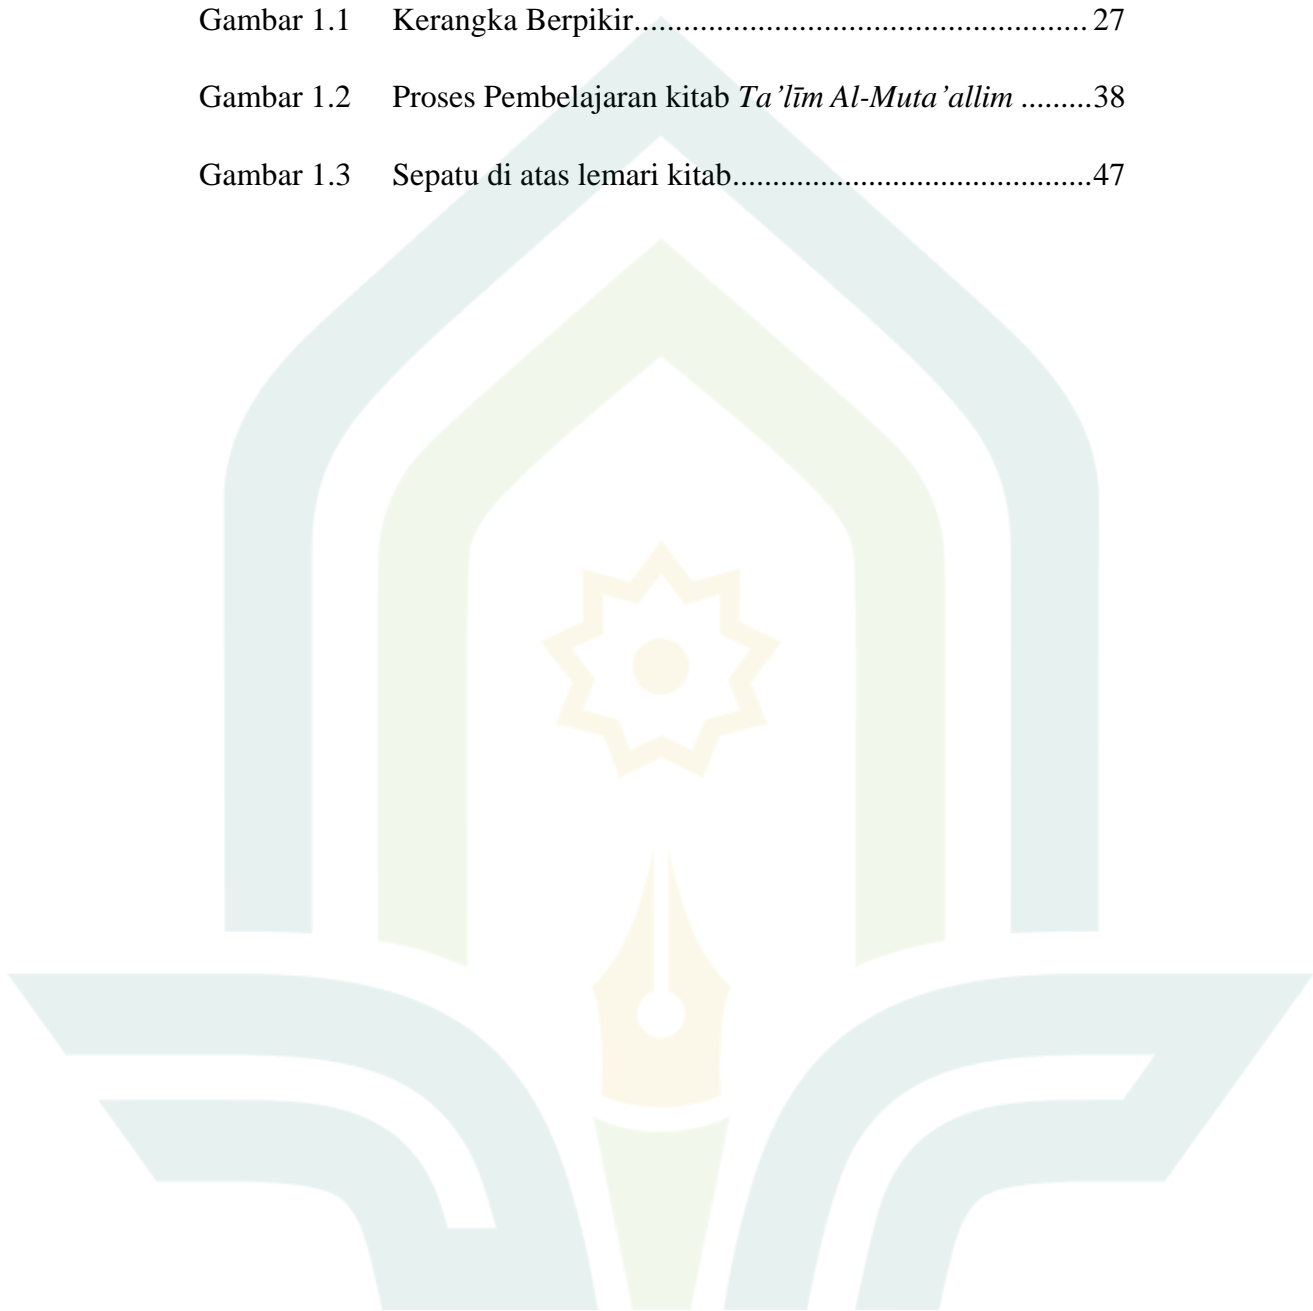 Gambar 1.1 Kerangka Berpikir........................................................ 27
Gambar 1.2 Proses Pembelajaran kitab Ta’līm Al-Muta’allim .........38
Gambar 1.3 Sepatu di atas lemari kitab.............................................47